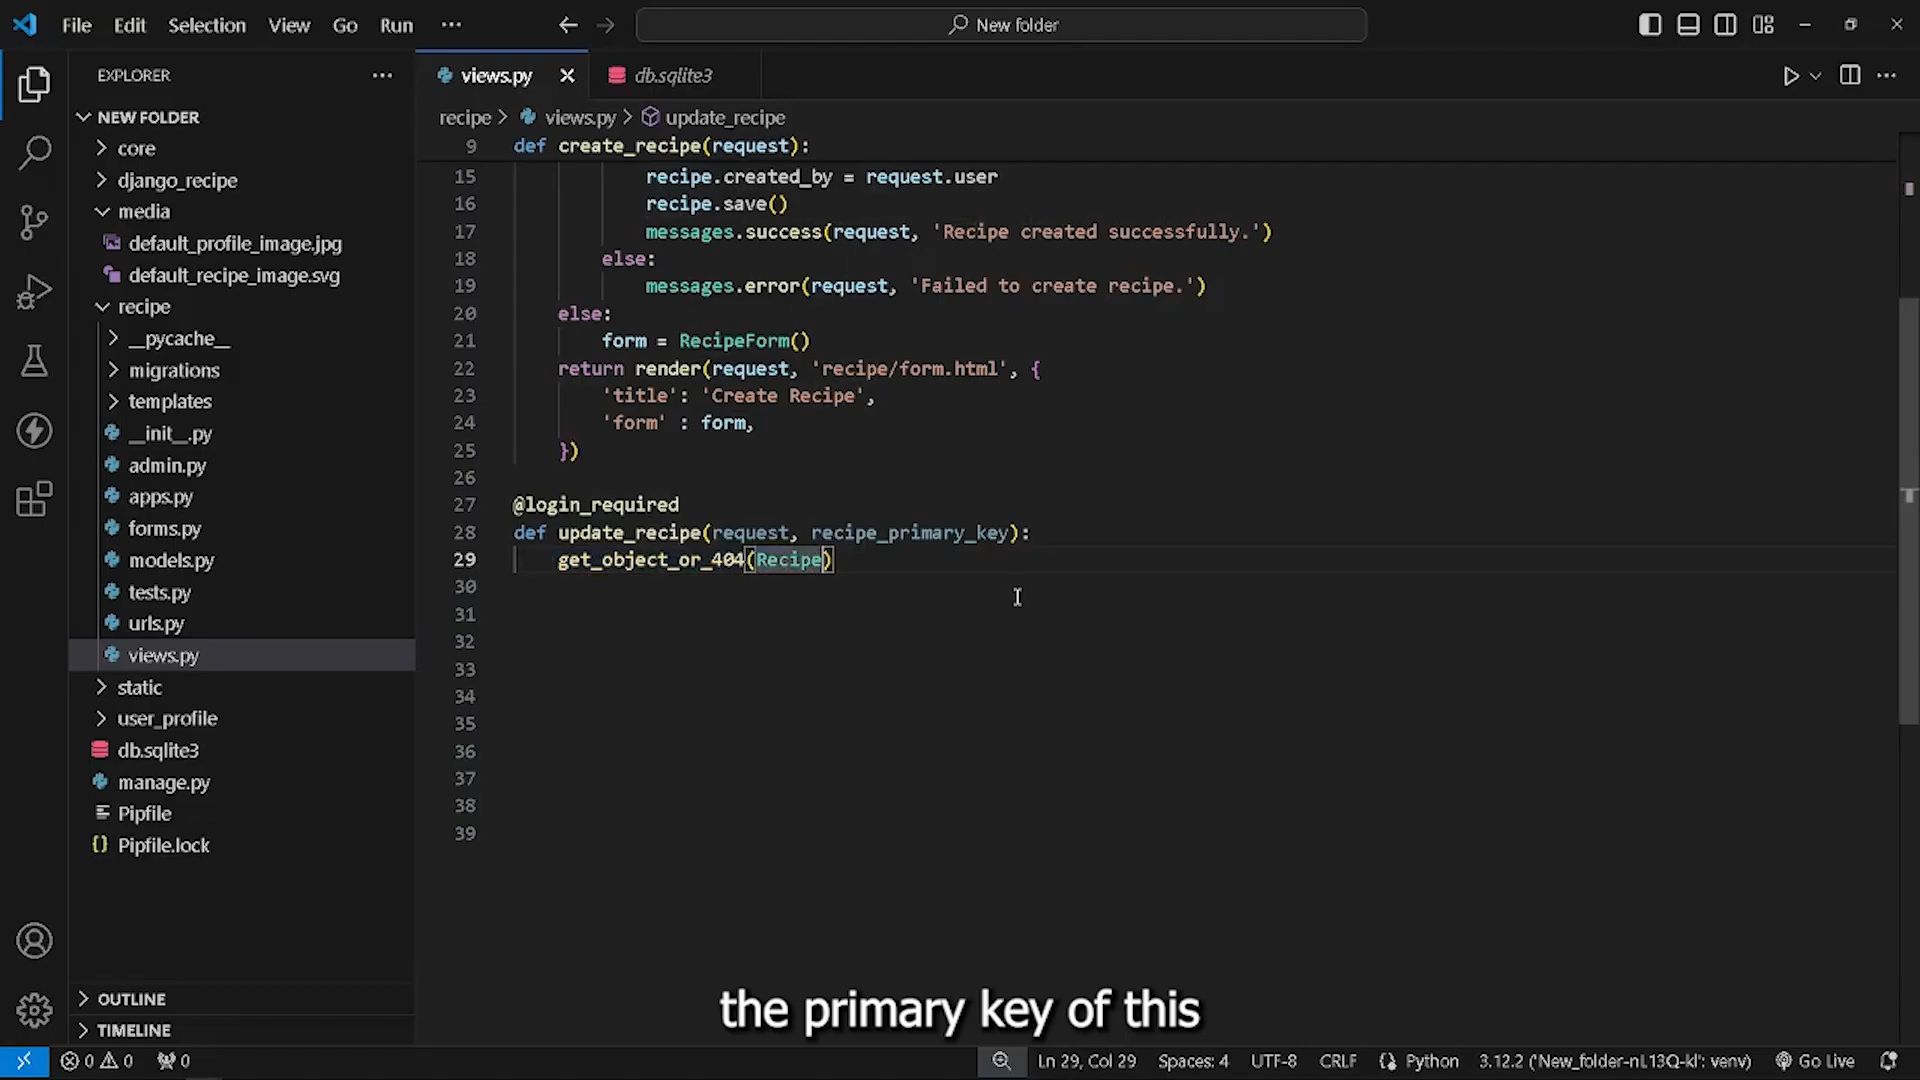 File Edit Selection View Go Run ··· New folder
EXPLORER ···
views.py
db.sqlite3
NEW FOLDER
core
django_recipe
media
default_profile_image.jpg
default_recipe_image.svg
recipe
__pycache__
migrations
templates
__init__.py
admin.py
apps.py
forms.py
models.py
tests.py
urls.py
views.py
static
user_profile
db.sqlite3
manage.py
Pipfile
Pipfile.lock
OUTLINE
TIMELINE
recipe > views.py > update_recipe
9 def create_recipe(request):
15 recipe.created_by = request.user
16 recipe.save()
17 messages.success(request, 'Recipe created successfully.')
18 else:
19 messages.error(request, 'Failed to create recipe.')
20 else:
21 form = RecipeForm()
22 return render(request, 'recipe/form.html', {
23 'title': 'Create Recipe',
24 'form' : form,
25 })
26
27 @login_required
28 def update_recipe(request, recipe_primary_key):
29 get_object_or_404(Recipe)
30
31
32
33
34
35
36
37
38
39
the primary key of this
0 0 0 Ln 29, Col 29 Spaces: 4 UTF-8 CRLF Python 3.12.2 ('New_folder-nL13Q-kl': venv) Go Live